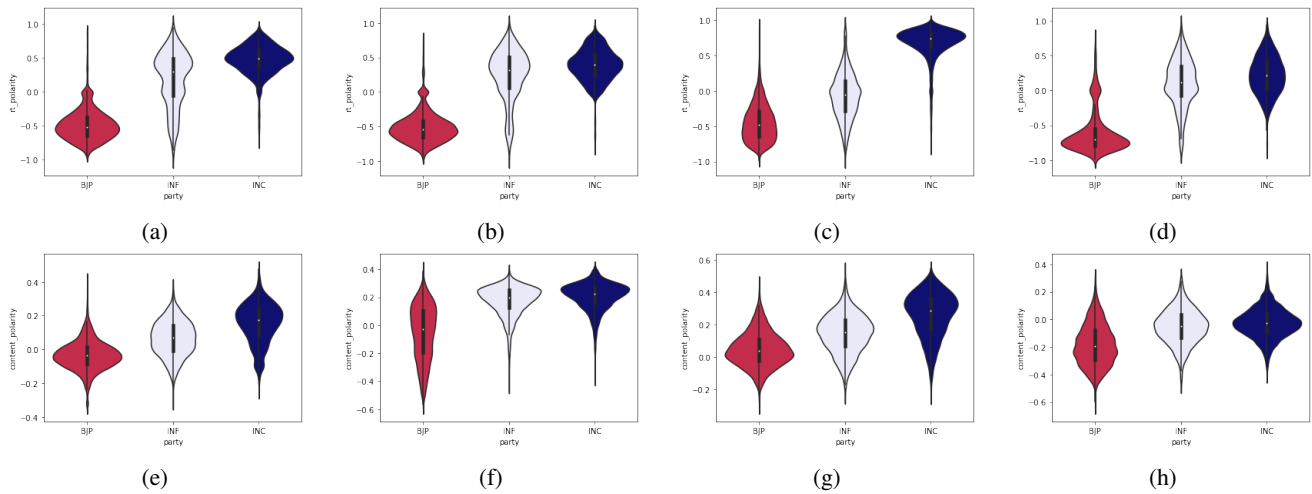 1.0
0.5
0.0
−0.5
−1.0
rt_polarity
BJP INF INC
party
(a)
1.0
0.5
0.0
−0.5
−1.0
rt_polarity
BJP INF INC
party
(b)
1.0
0.5
0.0
−0.5
−1.0
rt_polarity
BJP INF INC
party
(c)
1.0
0.5
0.0
−0.5
−1.0
rt_polarity
BJP INF INC
party
(d)
0.4
0.2
0.0
−0.2
−0.4
content_polarity
BJP INF INC
party
(e)
0.4
0.2
0.0
−0.2
−0.4
−0.6
content_polarity
BJP INF INC
party
(f)
0.6
0.4
0.2
0.0
−0.2
content_polarity
BJP INF INC
party
(g)
0.4
0.2
0.0
−0.2
−0.4
−0.6
content_polarity
BJP INF INC
party
(h)